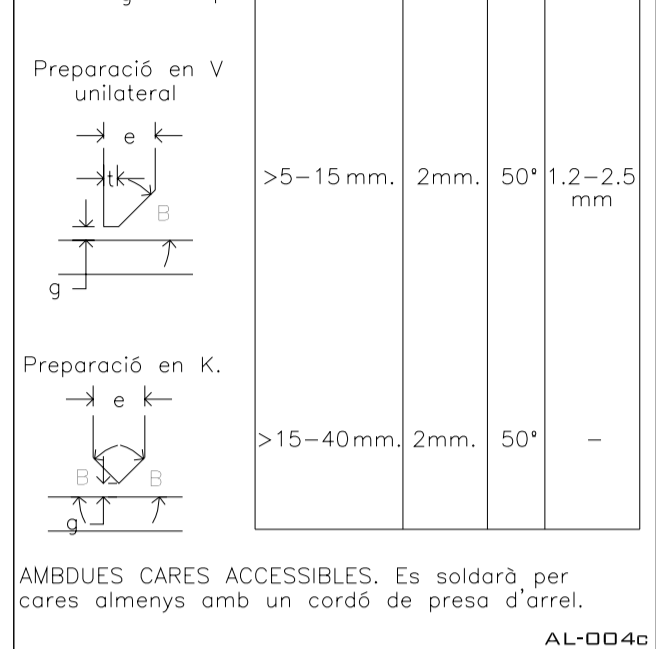 Preparació en V
unilateral
e
t
B
g
>5-15 mm. 2mm. 50° 1.2-2.5
mm
Preparació en K.
e
B B
g
>15-40 mm. 2mm. 50° -
AMBDUES CARES ACCESSIBLES. Es soldarà per
cares almenys amb un cordó de presa d'arrel.
AL-004c